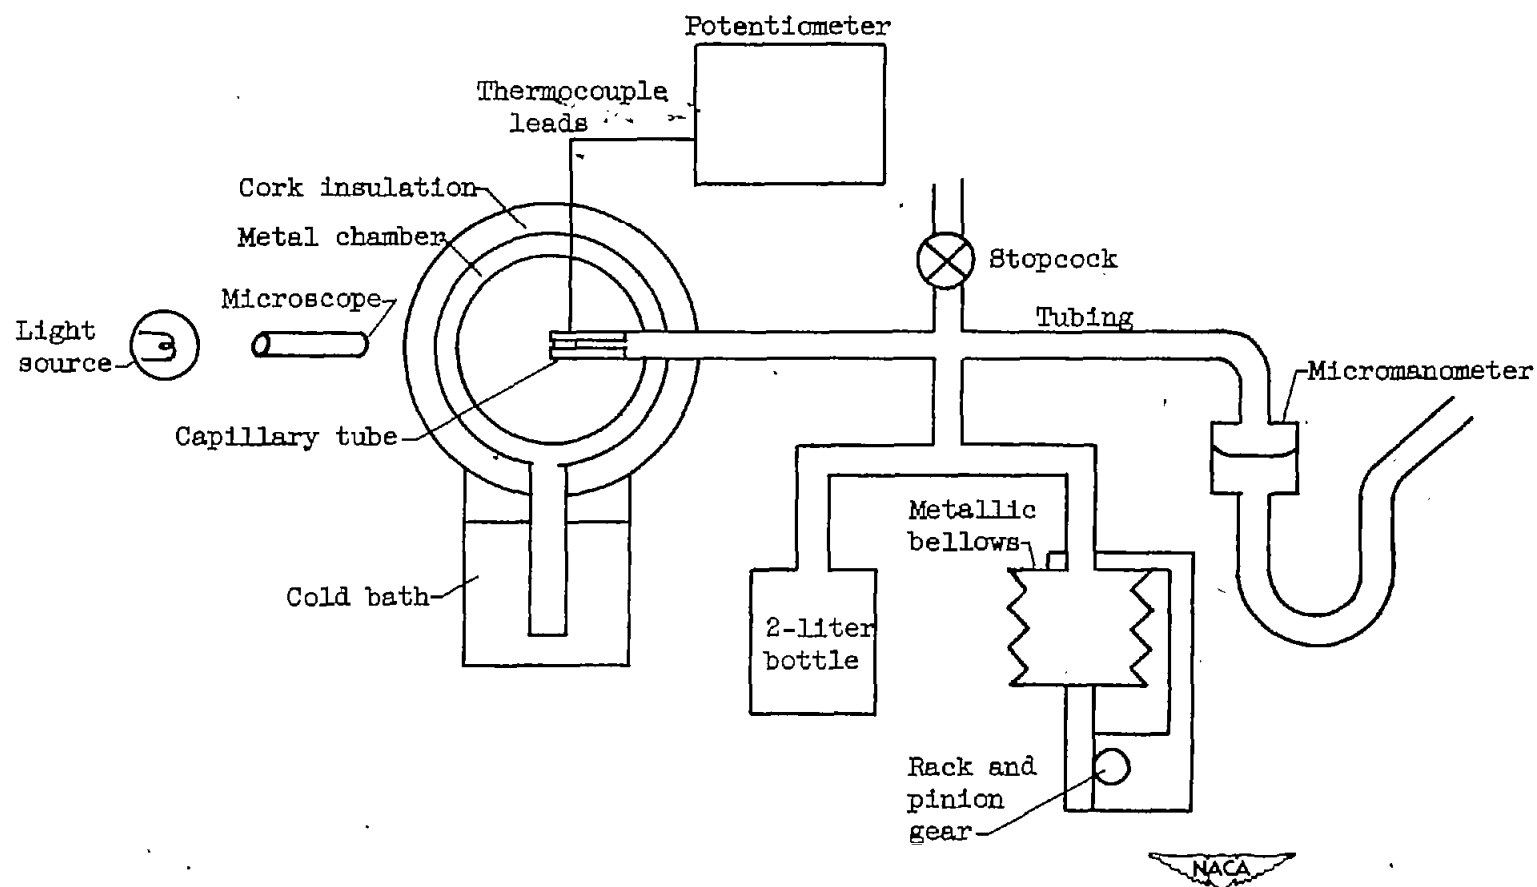 Potentiometer
Thermocouple
leads
Cork insulation
Metal chamber
Microscope
Light
source
Stopcock
Tubing
Micromanometer
Capillary tube
Metallic
bellows
Cold bath
2-liter
bottle
Rack and
pinion
gear
NACA